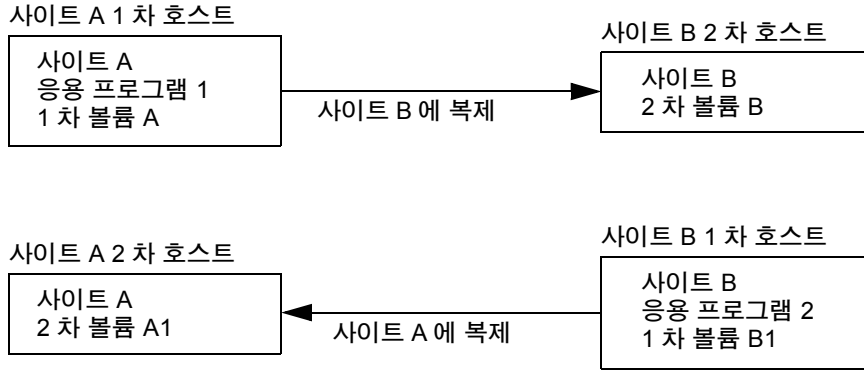 사이트 A 1 차 호스트
사이트 A
응용 프로그램 1
1 차 볼륨 A
사이트 B 에 복제
사이트 B 2 차 호스트
사이트 B
2 차 볼륨 B
사이트 A 2 차 호스트
사이트 A
2 차 볼륨 A1
사이트 A 에 복제
사이트 B 1 차 호스트
사이트 B
응용 프로그램 2
1 차 볼륨 B1